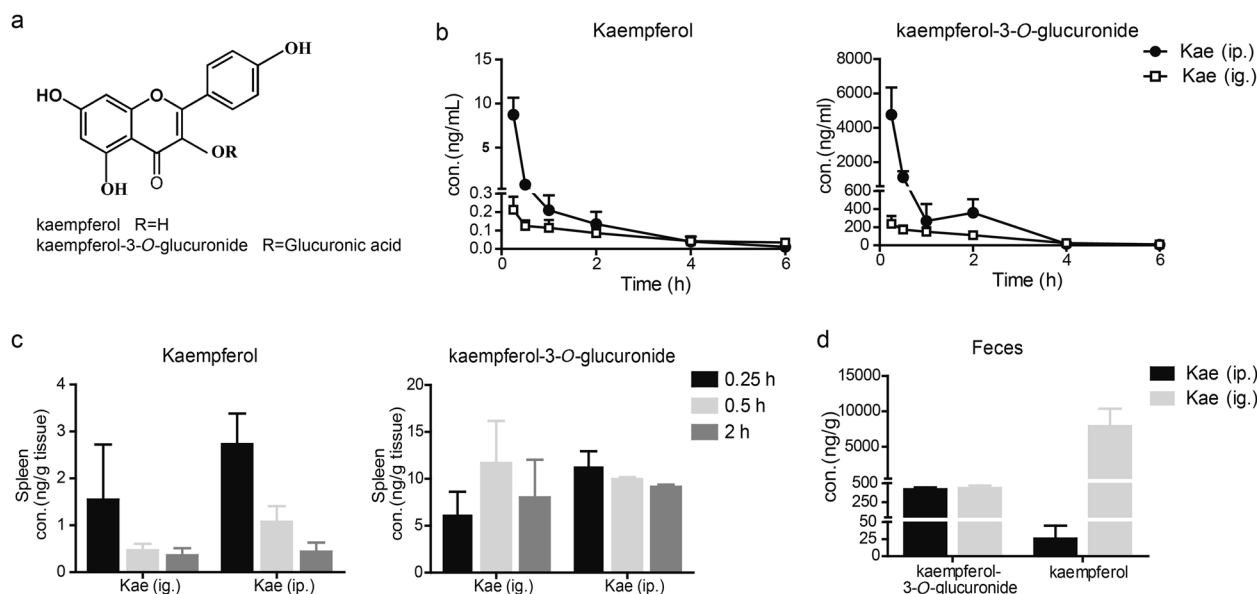 a
OH
HO
O
OR
OH
O
kaempferol R=H
kaempferol-3-O-glucuronide R=Glucuronic acid
b
Kaempferol
con.(ng/mL)
15
10
5
0.3
0.2
0.1
0.0
0 2 4 6
Time (h)
kaempferol-3-O-glucuronide
con.(ng/ml)
8000
6000
4000
2000
600
400
200
0
0 2 4 6
Time (h)
Kae (ip.)
Kae (ig.)
c
Kaempferol
Spleen
con.(ng/g tissue)
4
3
2
1
0
Kae (ig.) Kae (ip.)
kaempferol-3-O-glucuronide
Spleen
con.(ng/g tissue)
20
15
10
5
0
Kae (ig.) Kae (ip.)
0.25 h
0.5 h
2 h
d
Feces
con.(ng/g)
15000
10000
5000
500
250
50
25
0
kaempferol-
3-O-glucuronide
kaempferol
Kae (ip.)
Kae (ig.)